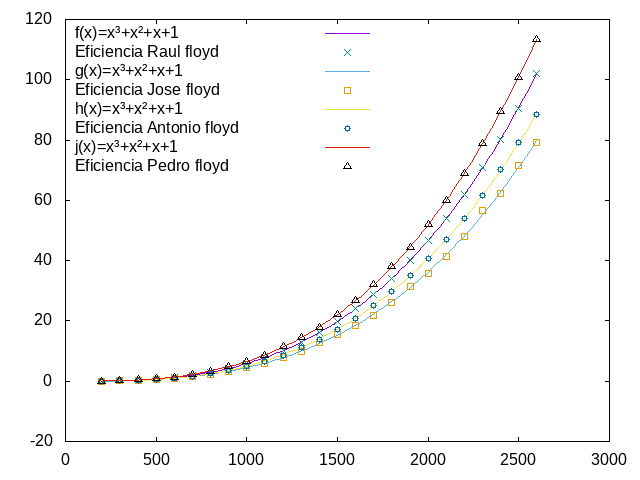 120
100
80
60
40
20
0
-20
f(x)=x³+x²+x+1
Eficiencia Raul floyd
g(x)=x³+x²+x+1
Eficiencia Jose floyd
h(x)=x³+x²+x+1
Eficiencia Antonio floyd
j(x)=x³+x²+x+1
Eficiencia Pedro floyd
0 500 1000 1500 2000 2500 3000